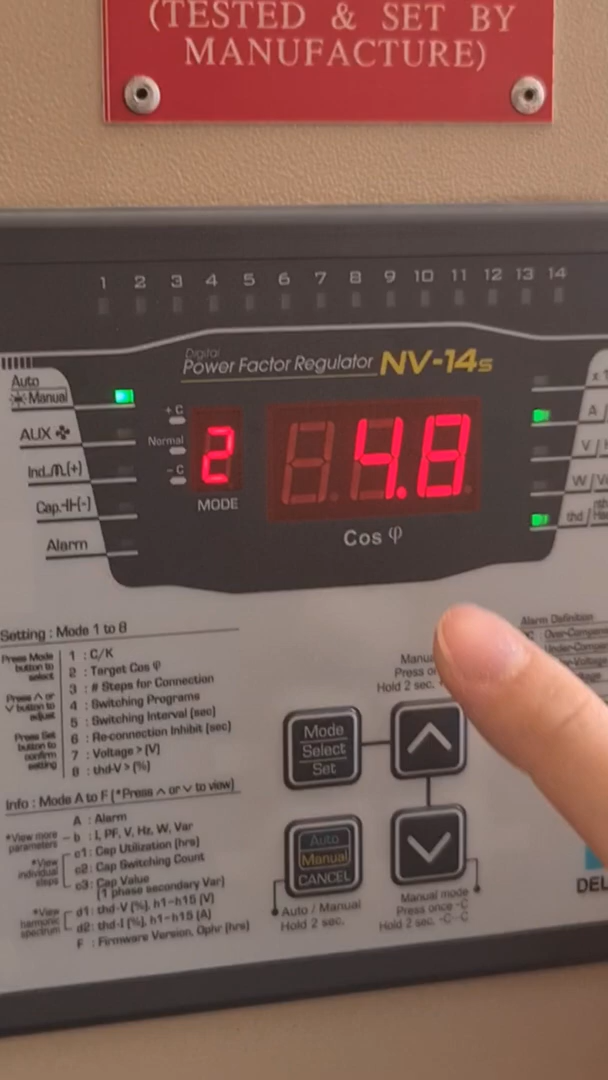 (TESTED & SET BY
MANUFACTURE)
1 2 3 4 5 6 7 8 9 10 11 12 13 14
Digital
Power Factor Regulator NV-14s
Auto
Manual
AUX
Ind. (+)
Cap. (-)
Alarm
+ C
Normal
- C
2
4.8
MODE
Cos φ
A /
V /
W /
thd /
Setting : Mode 1 to 8
Press Mode button to select
Press ∧ or ∨ button to adjust
Press Set button to confirm setting
1 : C/K
2 : Target Cos φ
3 : # Steps for Connection
4 : Switching Programs
5 : Switching Interval (sec)
6 : Re-connection Inhibit (sec)
7 : Voltage > (V)
8 : thd-V > (%)
Info : Mode A to F (*Press ∧ or ∨ to view)
*View more parameters
*View individual steps
*View harmonic spectrum
A : Alarm
b : I, PF, V, Hz, W, Var
c1: Cap Utilization (hrs)
c2: Cap Switching Count
c3: Cap Value
(1 phase secondary Var)
d1: thd-V (%), h1-h15 (V)
d2: thd-I (%), h1-h15 (A)
F : Firmware Version, Ophr (hrs)
Hold 2 sec.
Mode
Select
Set
Auto
Manual
CANCEL
Auto / Manual
Hold 2 sec.
Manual mode
Press once -C
Hold 2 sec. -C--C
Alarm Definition
DEL